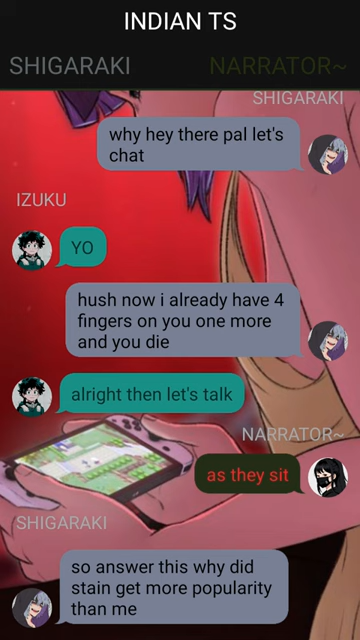 INDIAN TS
SHIGARAKI NARRATOR~
SHIGARAKI
why hey there pal let's
chat
IZUKU
YO
hush now i already have 4
fingers on you one more
and you die
alright then let's talk
NARRATOR~
as they sit
SHIGARAKI
so answer this why did
stain get more popularity
than me